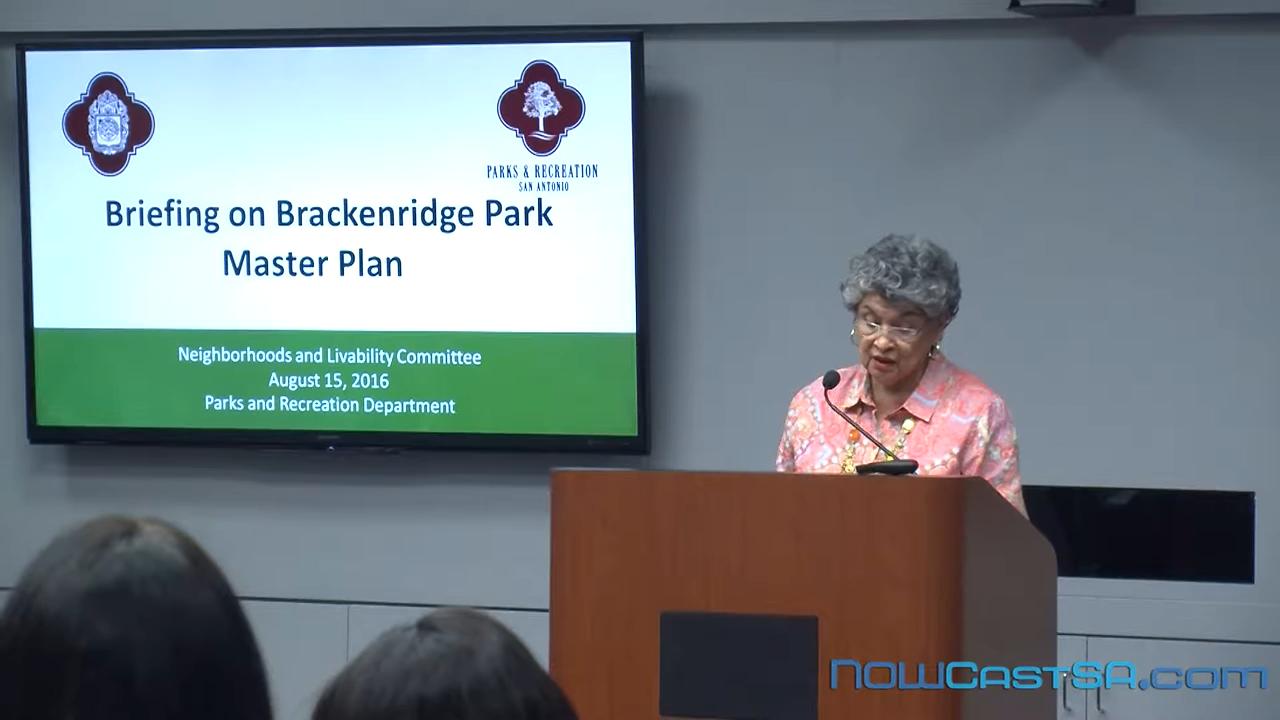 PARKS & RECREATION
SAN ANTONIO
Briefing on Brackenridge Park
Master Plan
Neighborhoods and Livability Committee
August 15, 2016
Parks and Recreation Department
NOWCastSA.com